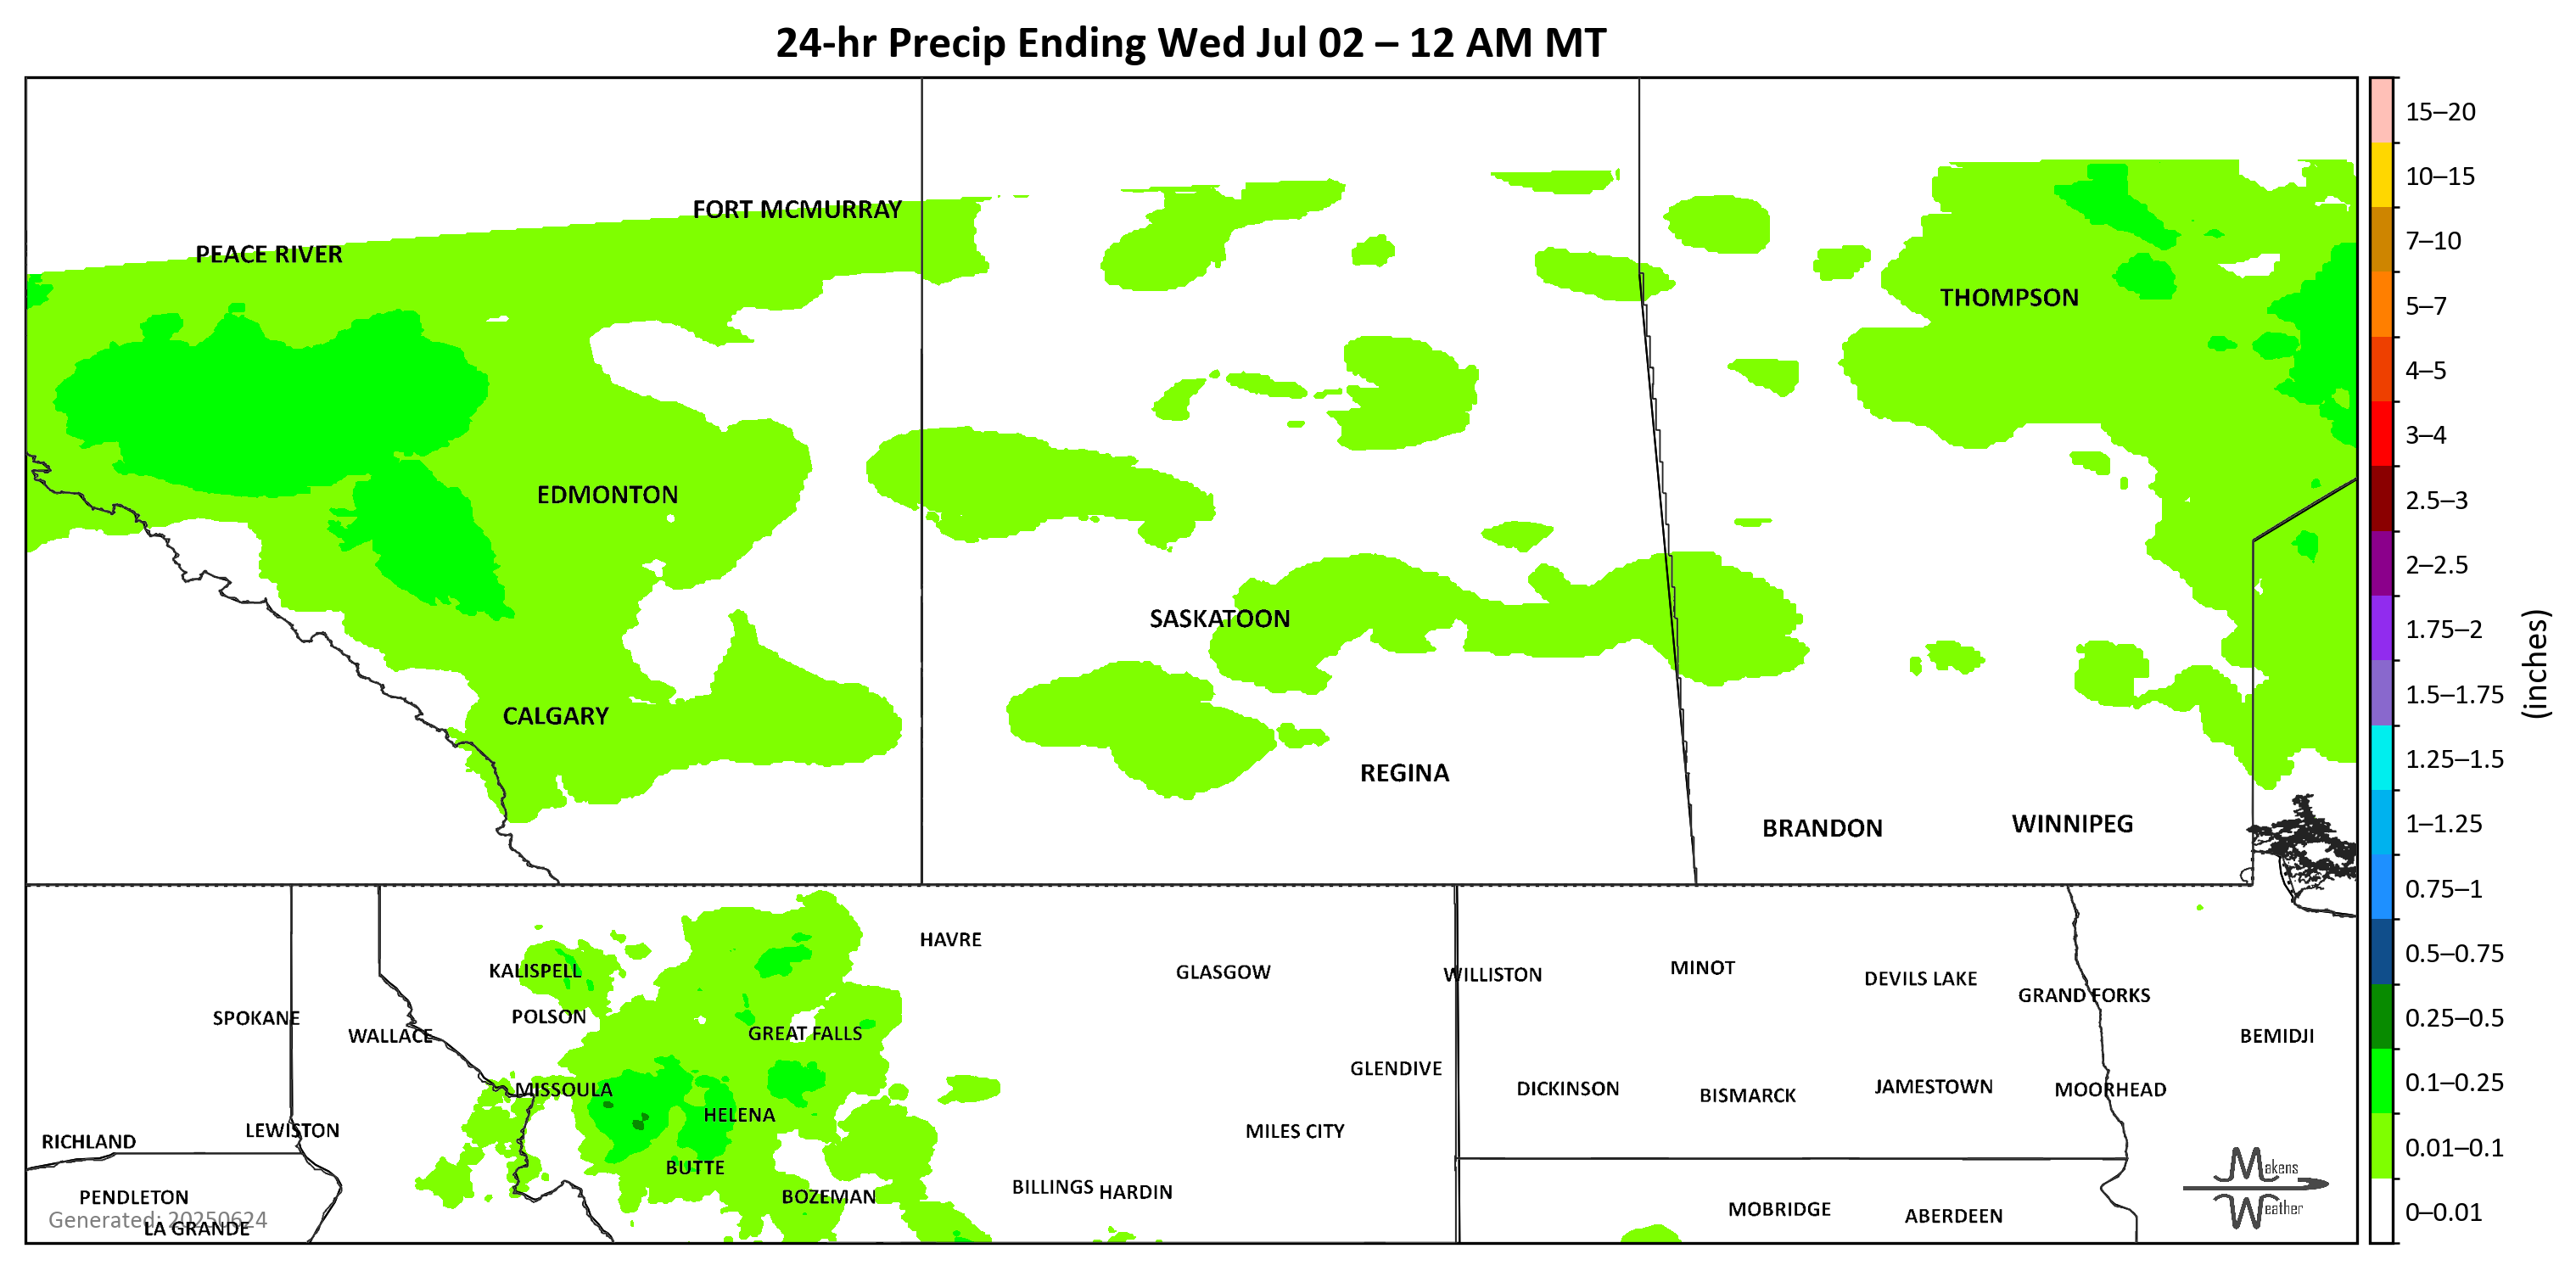 24-hr Precip Ending Wed Jul 02 – 12 AM MT
FORT MCMURRAY
PEACE RIVER
THOMPSON
EDMONTON
SASKATOON
CALGARY
REGINA
BRANDON
WINNIPEG
HAVRE
KALISPELL
GLASGOW
WILLISTON
MINOT
DEVILS LAKE
GRAND FORKS
SPOKANE
POLSON
WALLACE
GREAT FALLS
BEMIDJI
GLENDIVE
MISSOULA
DICKINSON
BISMARCK
JAMESTOWN
MOORHEAD
HELENA
RICHLAND
LEWISTON
MILES CITY
BUTTE
PENDLETON
BOZEMAN
BILLINGS
HARDIN
MOBRIDGE
ABERDEEN
Generated: 20250624
LA GRANDE
Makens
Weather
15–20
10–15
7–10
5–7
4–5
3–4
2.5–3
2–2.5
1.75–2
1.5–1.75
1.25–1.5
1–1.25
0.75–1
0.5–0.75
0.25–0.5
0.1–0.25
0.01–0.1
0–0.01
(inches)